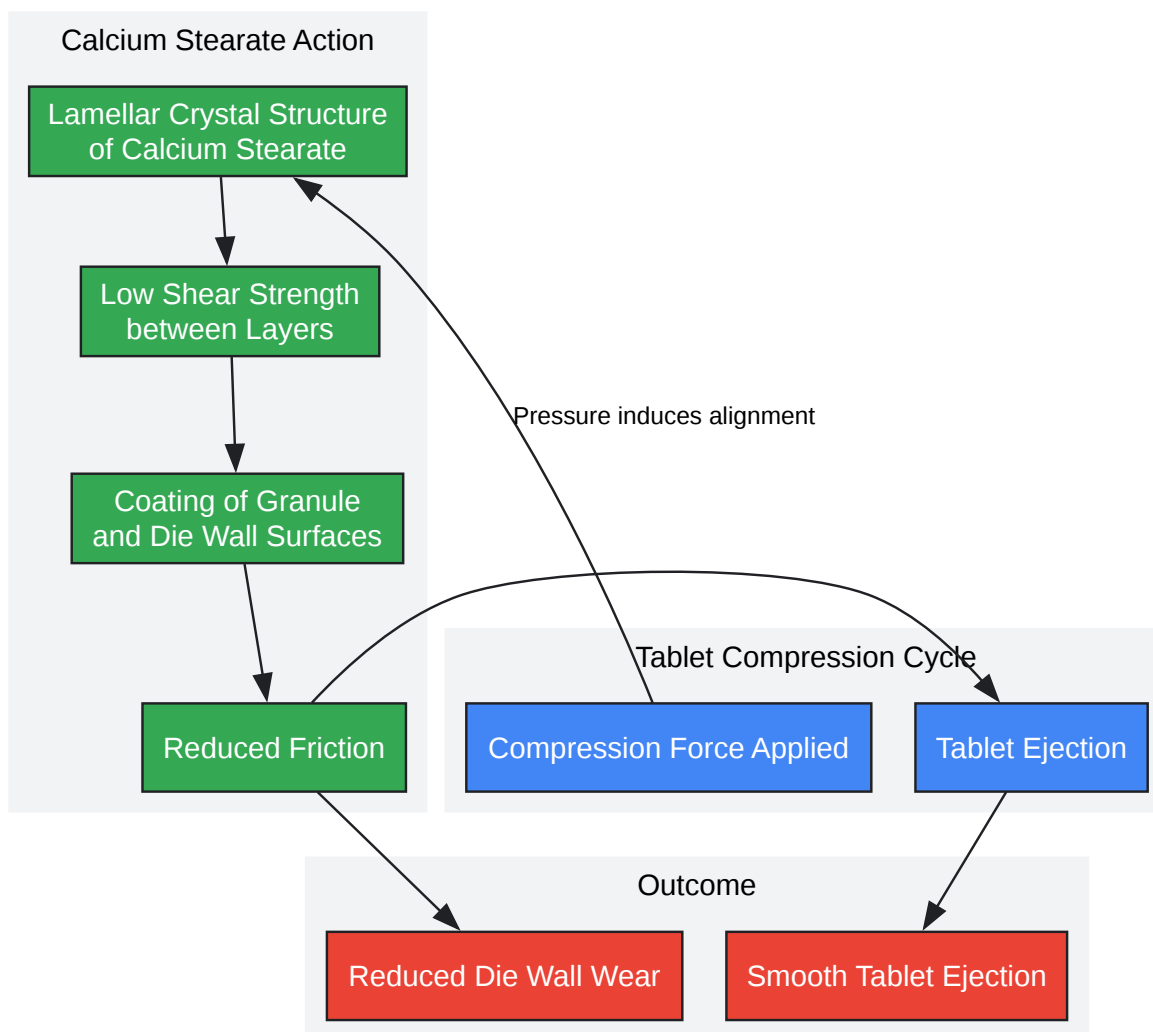 Calcium Stearate Action
Lamellar Crystal Structure
of Calcium Stearate
Low Shear Strength
between Layers
Pressure induces alignment
Coating of Granule
and Die Wall Surfaces
Tablet Compression Cycle
Reduced Friction
Compression Force Applied
Tablet Ejection
Outcome
Reduced Die Wall Wear
Smooth Tablet Ejection